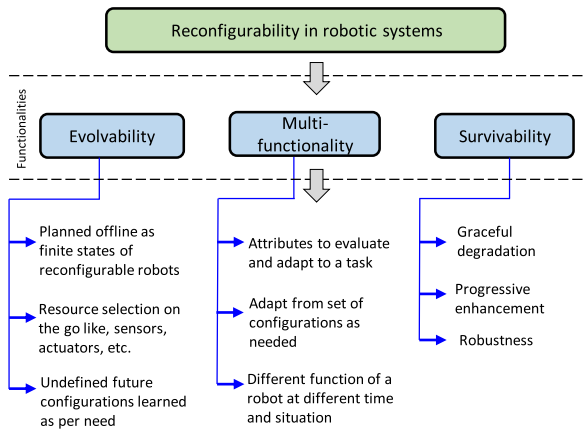 Reconfigurability in robotic systems
Functionalities
Evolvability
Multi-
functionality
Survivability
Planned offline as
finite states of
reconfigurable robots
Resource selection on
the go like, sensors,
actuators, etc.
Undefined future
configurations learned
as per need
Attributes to evaluate
and adapt to a task
Adapt from set of
configurations as
needed
Different function of a
robot at different time
and situation
Graceful
degradation
Progressive
enhancement
Robustness